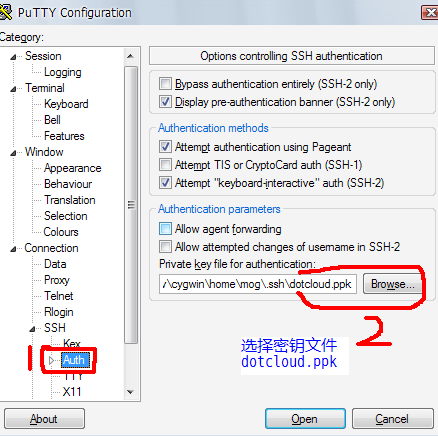 PuTTY Configuration
Category:
Session
Logging
Terminal
Keyboard
Bell
Features
Window
Appearance
Behaviour
Translation
Selection
Colours
Connection
Data
Proxy
Telnet
Rlogin
SSH
Kex
Auth
TTY
X11
Options controlling SSH authentication
Bypass authentication entirely (SSH-2 only)
Display pre-authentication banner (SSH-2 only)
Authentication methods
Attempt authentication using Pageant
Attempt TIS or CryptoCard auth (SSH-1)
Attempt "keyboard-interactive" auth (SSH-2)
Authentication parameters
Allow agent forwarding
Allow attempted changes of username in SSH-2
Private key file for authentication:
\cygwin\home\mog\.ssh\dotcloud.ppk
Browse...
1
2
选择密钥文件
dotcloud.ppk
About
Open
Cancel